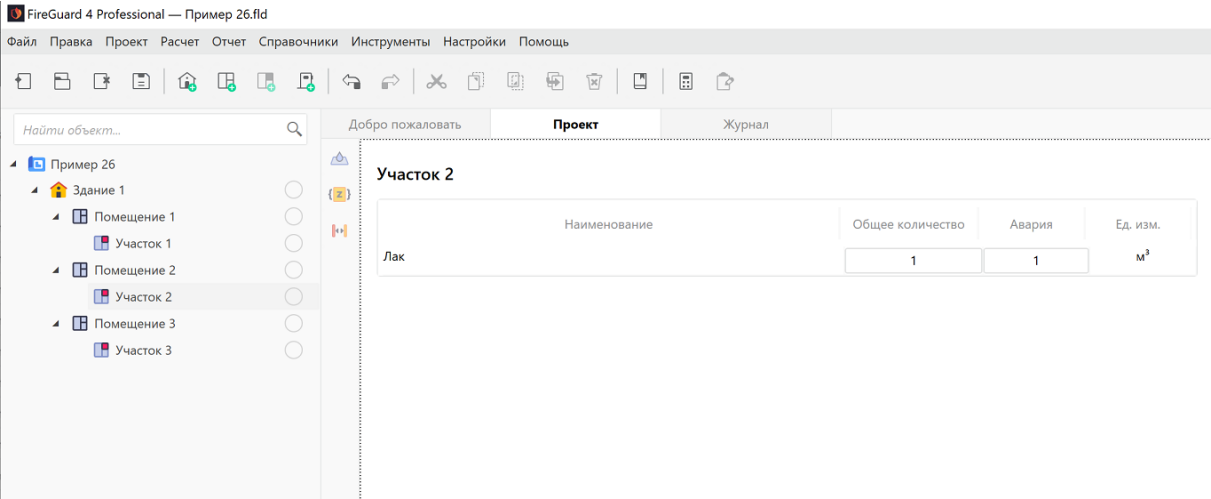 FireGuard 4 Professional — Пример 26.fld
Файл Правка Проект Расчет Отчет Справочники Инструменты Настройки Помощь
Найти объект...
Добро пожаловать Проект Журнал
Пример 26
Здание 1
Помещение 1
Участок 1
Помещение 2
Участок 2
Помещение 3
Участок 3
{z}
Участок 2
Наименование Общее количество Авария Ед. изм.
Лак 1 1 м³